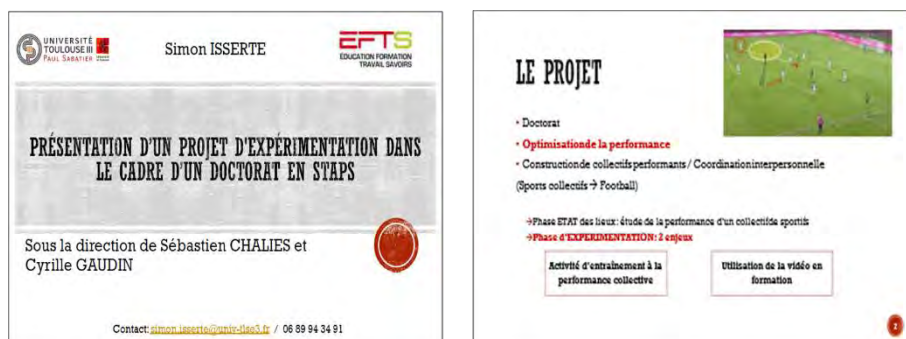 UNIVERSITÉ
TOULOUSE III
PAUL SABATIER
Simon ISSERTE
EFTS
EDUCATION FORMATION
TRAVAIL SAVOIRS
PRÉSENTATION D'UN PROJET D'EXPÉRIMENTATION DANS
LE CADRE D'UN DOCTORAT EN STAPS
Sous la direction de Sébastien CHALIES et
Cyrille GAUDIN
Contact: simon.isserte@univ-tlse3.fr / 06 89 94 34 91
LE PROJET
• Doctorat
• Optimisationde la performance
• Constructionde collectifsperformants / Coordinationinterpersonnelle
(Sports collectifs → Football)
→Phase ETAT des lieux: étude de la performance d'un collectifde sportifs
→Phase d'EXPERIMENTATION: 2 enjeux
Activité d'entraînement à la
performance collective
Utilisation de la vidéo en
formation
2